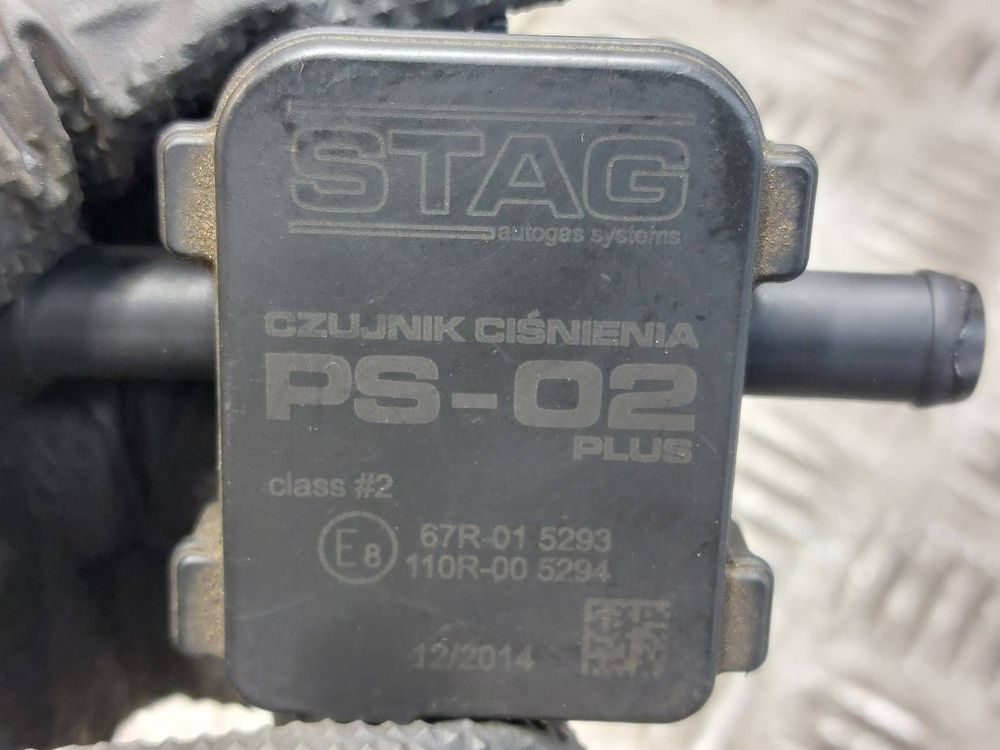 STAG
autogas systems
CZUJNIK CIŚNIENIA
PS-02
PLUS
class #2
E8 67R-01 5293
110R-00 5294
12/2014